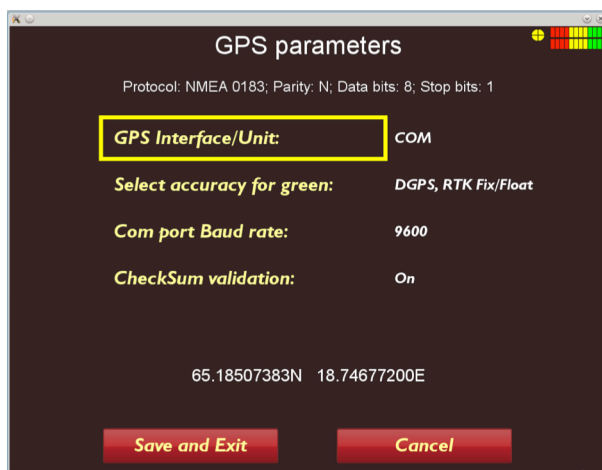 GPS parameters
Protocol: NMEA 0183; Parity: N; Data bits: 8; Stop bits: 1
GPS Interface/Unit: COM
Select accuracy for green: DGPS, RTK Fix/Float
Com port Baud rate: 9600
CheckSum validation: On
65.18507383N 18.74677200E
Save and Exit Cancel